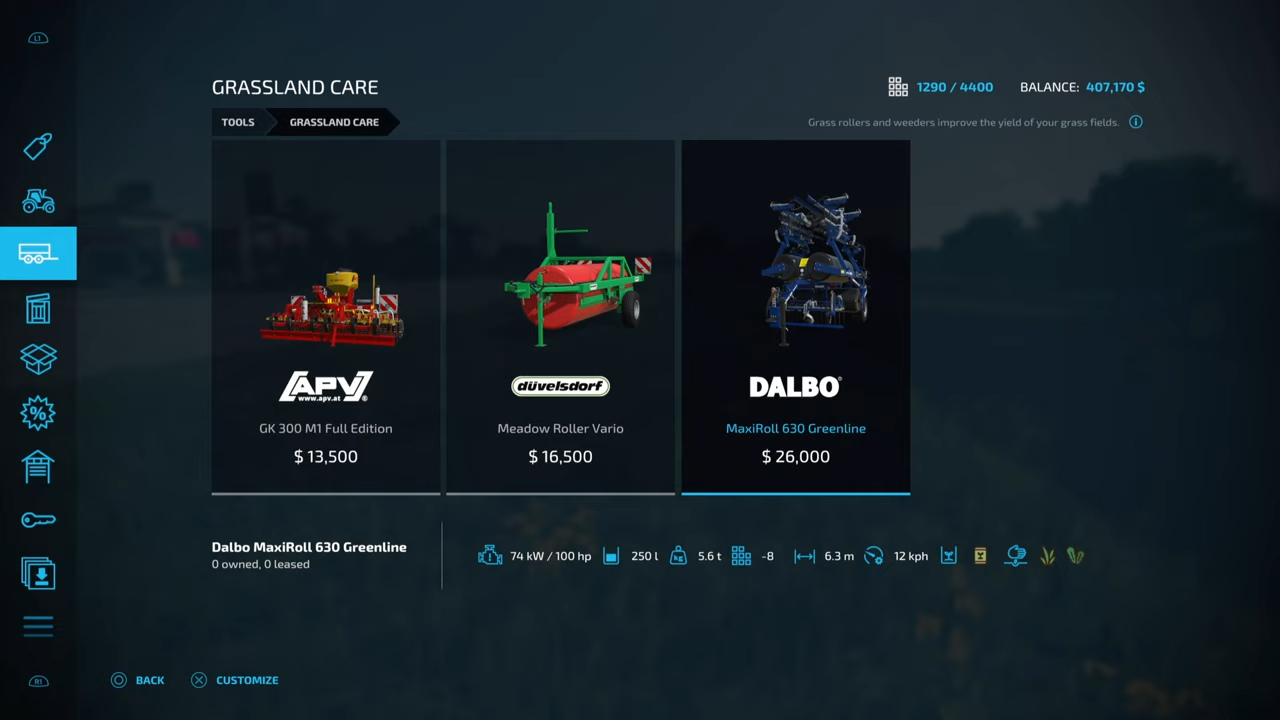 L1
GRASSLAND CARE
1290 / 4400
BALANCE: 407,170 $
TOOLS
GRASSLAND CARE
Grass rollers and weeders improve the yield of your grass fields.
APV®
www.apv.at
GK 300 M1 Full Edition
$ 13,500
düvelsdorf
Meadow Roller Vario
$ 16,500
DALBO®
MaxiRoll 630 Greenline
$ 26,000
Dalbo MaxiRoll 630 Greenline
0 owned, 0 leased
74 kW / 100 hp
250 l
kg
5.6 t
-8
6.3 m
12 kph
R1
BACK
CUSTOMIZE